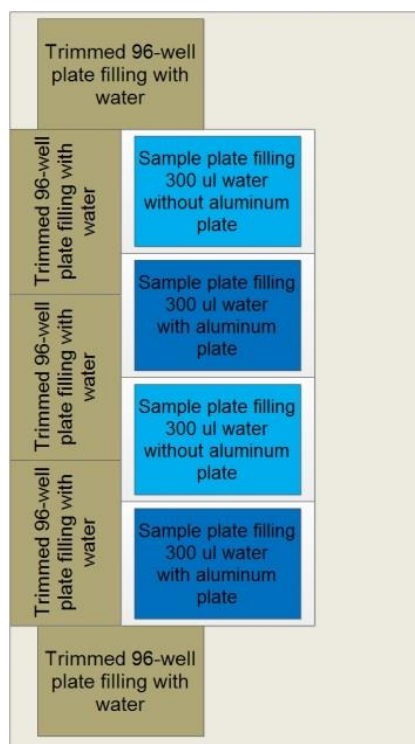 Trimmed 96-well
plate filling with
water
Trimmed 96-well
plate filling with
water
Sample plate filling
300 ul water
without aluminum
plate
Sample plate filling
300 ul water
with aluminum
plate
Trimmed 96-well
plate filling with
water
Sample plate filling
300 ul water
without aluminum
plate
Trimmed 96-well
plate filling with
water
Sample plate filling
300 ul water
with aluminum
plate
Trimmed 96-well
plate filling with
water